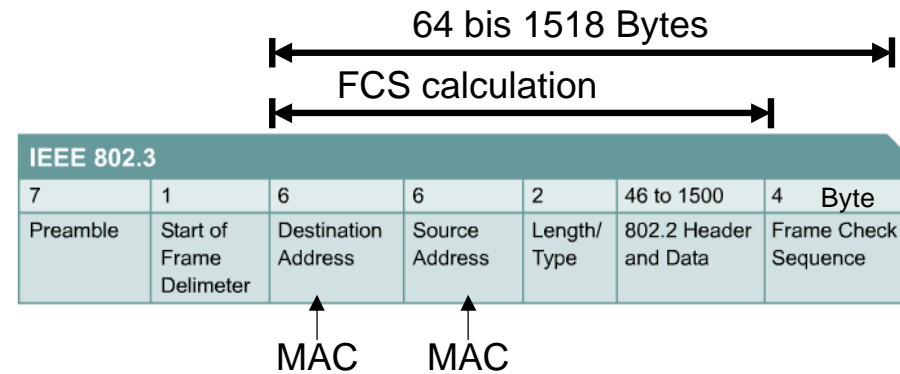 64 bis 1518 Bytes
FCS calculation
IEEE 802.3
7 1 6 6 2 46 to 1500 4 Byte
Preamble Start of Destination Source Length/ 802.2 Header Frame Check
Frame Address Address Type and Data Sequence
Delimeter
MAC MAC